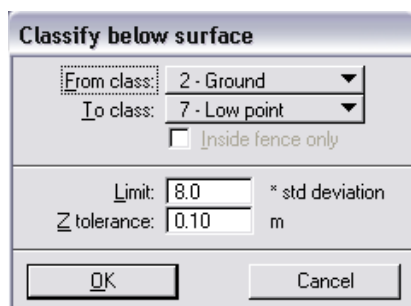 Classify below surface
From class: 2 - Ground
To class: 7 - Low point
Inside fence only
Limit: 8.0 * std deviation
Z tolerance: 0.10 m
OK Cancel